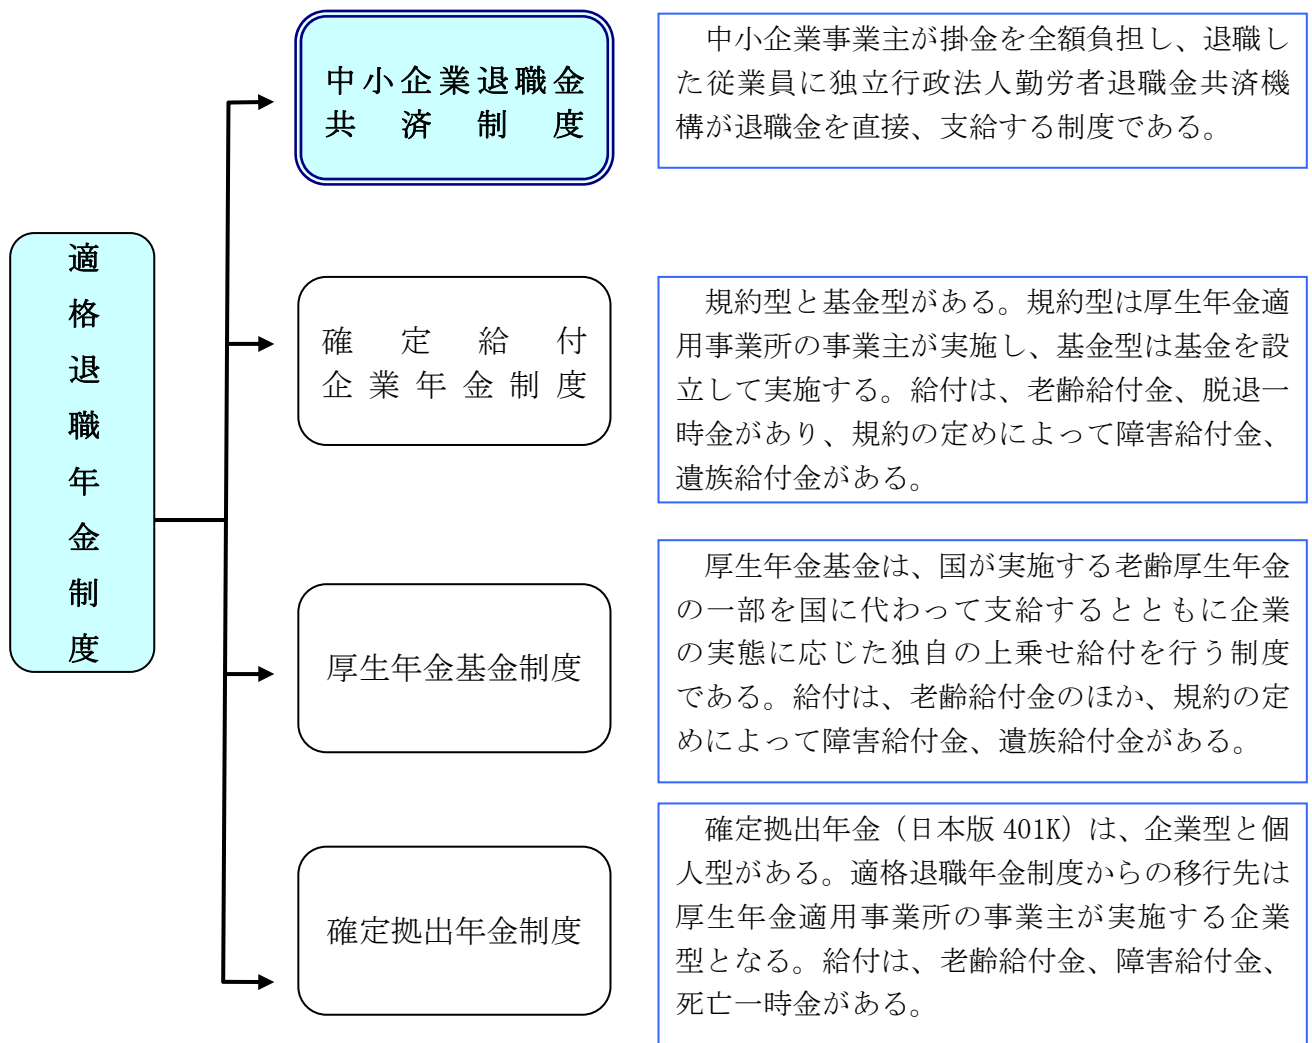 適格退職年金制度
中小企業退職金
共済制度
中小企業事業主が掛金を全額負担し、退職し
た従業員に独立行政法人勤労者退職金共済機
構が退職金を直接、支給する制度である。
確定給付
企業年金制度
規約型と基金型がある。規約型は厚生年金適
用事業所の事業主が実施し、基金型は基金を設
立して実施する。給付は、老齢給付金、脱退一
時金があり、規約の定めによって障害給付金、
遺族給付金がある。
厚生年金基金制度
厚生年金基金は、国が実施する老齢厚生年金
の一部を国に代わって支給するとともに企業
の実態に応じた独自の上乗せ給付を行う制度
である。給付は、老齢給付金のほか、規約の定
めによって障害給付金、遺族給付金がある。
確定拠出年金制度
確定拠出年金（日本版 401K）は、企業型と個
人型がある。適格退職年金制度からの移行先は
厚生年金適用事業所の事業主が実施する企業
型となる。給付は、老齢給付金、障害給付金、
死亡一時金がある。